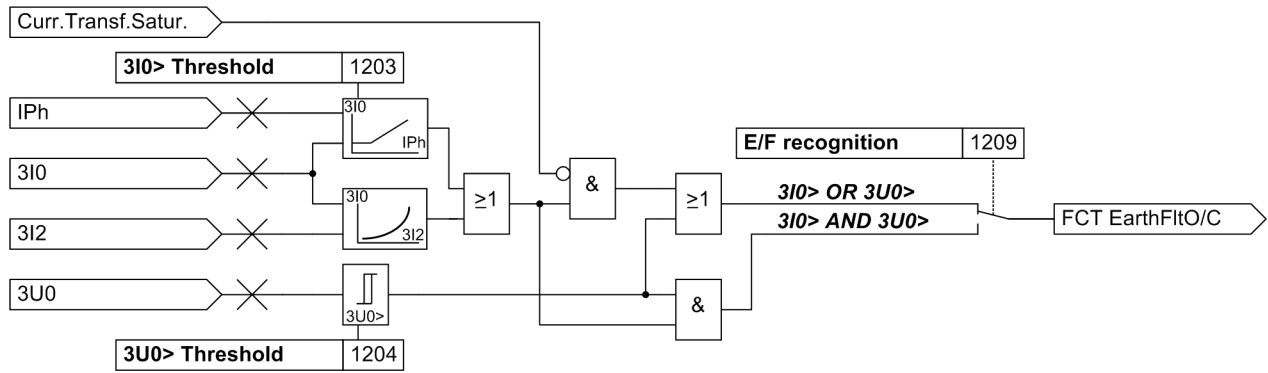 Curr.Transf.Satur.
3I0> Threshold 1203
IPh
3I0
IPh
3I0
3I0
3I2
3I2
3U0
3U0>
3U0> Threshold 1204
≥1
&
≥1
&
E/F recognition 1209
3I0> OR 3U0>
3I0> AND 3U0>
FCT EarthFltO/C